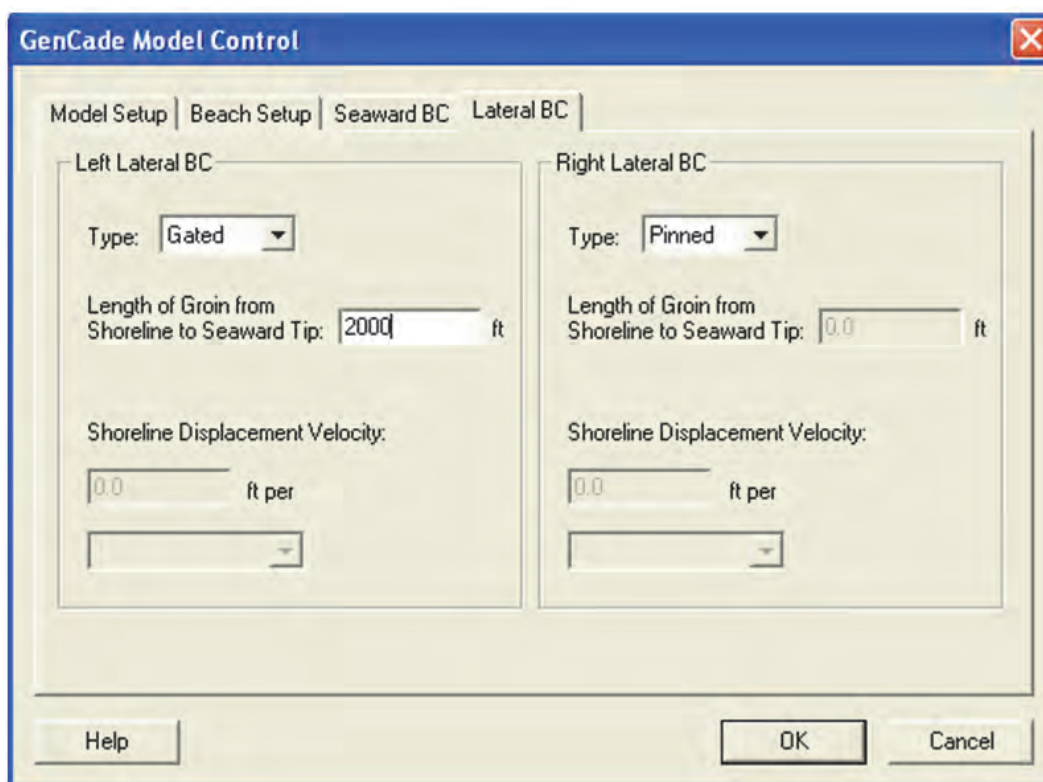 GenCade Model Control
Model Setup Beach Setup Seaward BC Lateral BC
Left Lateral BC
Type: Gated
Length of Groin from
Shoreline to Seaward Tip: 2000 ft
Shoreline Displacement Velocity:
0.0 ft per
Right Lateral BC
Type: Pinned
Length of Groin from
Shoreline to Seaward Tip: 0.0 ft
Shoreline Displacement Velocity:
0.0 ft per
Help OK Cancel